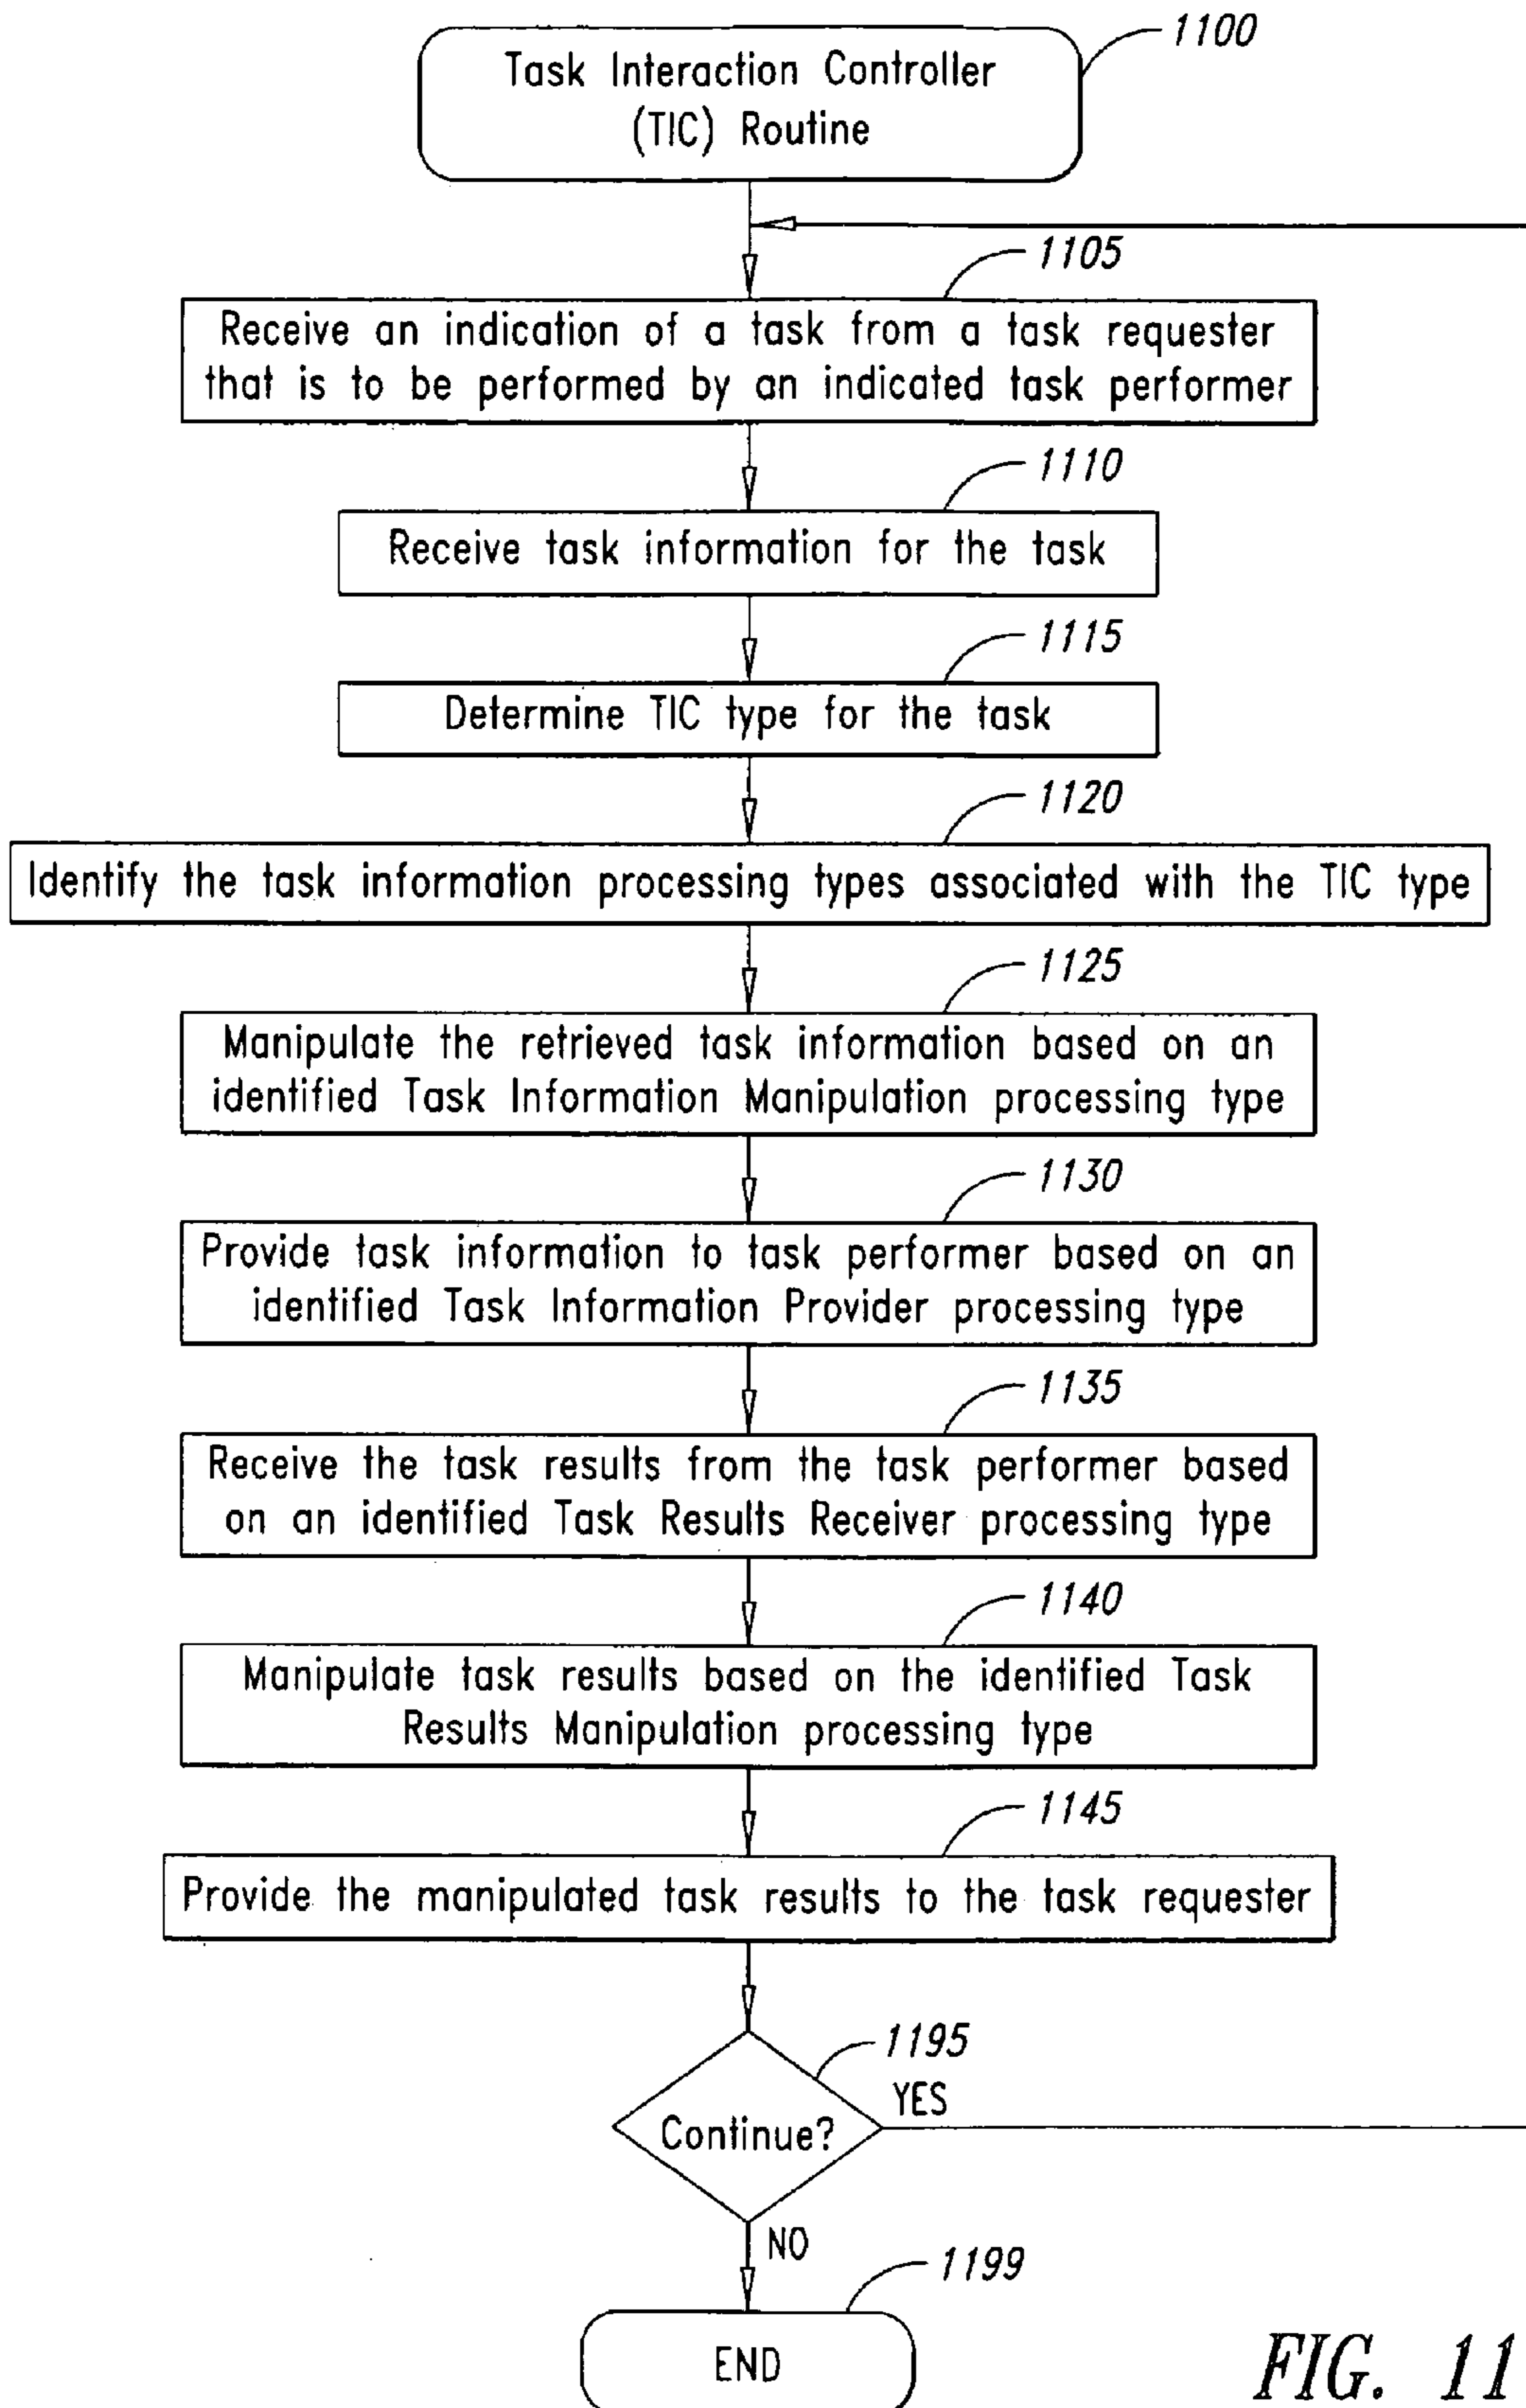 1100
Task Interaction Controller
(TIC) Routine
1105
Receive an indication of a task from a task requester
that is to be performed by an indicated task performer
1110
Receive task information for the task
1115
Determine TIC type for the task
1120
Identify the task information processing types associated with the TIC type
1125
Manipulate the retrieved task information based on an
identified Task Information Manipulation processing type
1130
Provide task information to task performer based on an
identified Task Information Provider processing type
1135
Receive the task results from the task performer based
on an identified Task Results Receiver processing type
1140
Manipulate task results based on the identified Task
Results Manipulation processing type
1145
Provide the manipulated task results to the task requester
1195
YES
Continue?
NO
1199
END
FIG. 11